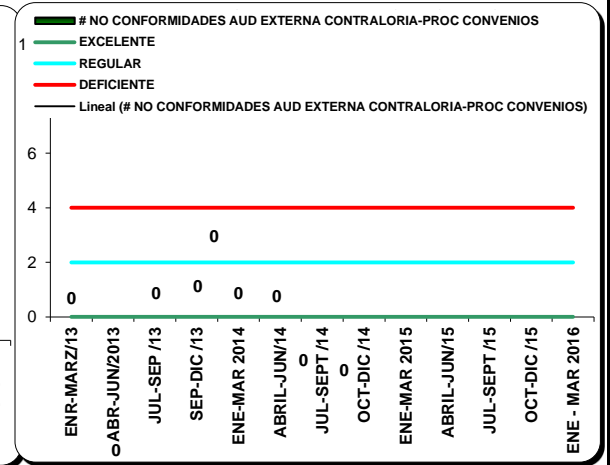 # NO CONFORMIDADES AUD EXTERNA CONTRALORIA-PROC CONVENIOS
1
EXCELENTE
REGULAR
DEFICIENTE
Lineal (# NO CONFORMIDADES AUD EXTERNA CONTRALORIA-PROC CONVENIOS)
6
4
0
2
0
0
0
0
0
0
0
0
0
ENR-MARZ/13
ABR-JUN/2013
JUL-SEP /13
SEP-DIC /13
ENE-MAR 2014
ABRIL-JUN/14
JUL-SEPT /14
OCT-DIC /14
ENE-MAR 2015
ABRIL-JUN/15
JUL-SEPT /15
OCT-DIC /15
ENE - MAR 2016